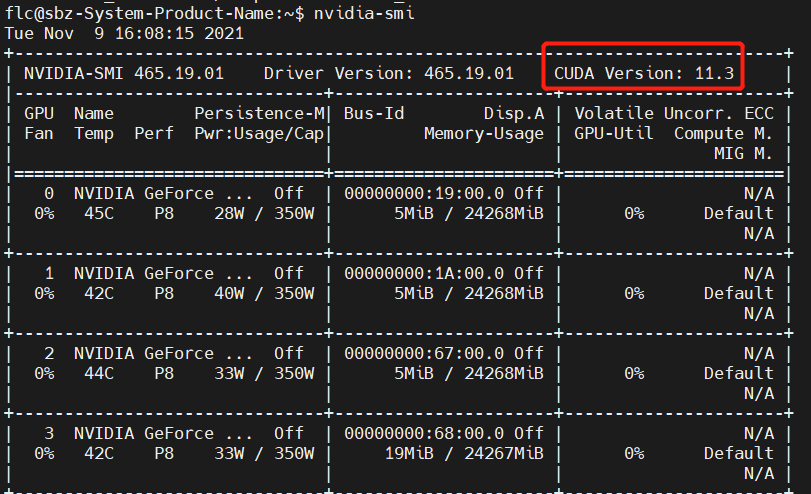 flc@sbz-System-Product-Name:~$ nvidia-smi
Tue Nov  9 16:08:15 2021
+-----------------------------------------------------------------------------+
| NVIDIA-SMI 465.19.01    Driver Version: 465.19.01    CUDA Version: 11.3     |
|-------------------------------+----------------------+----------------------+
| GPU  Name        Persistence-M| Bus-Id        Disp.A | Volatile Uncorr. ECC |
| Fan  Temp  Perf  Pwr:Usage/Cap|         Memory-Usage | GPU-Util  Compute M. |
|                               |                      |               MIG M. |
|===============================+======================+======================|
|   0  NVIDIA GeForce ...  Off  | 00000000:19:00.0 Off |                  N/A |
|  0%   45C    P8    28W / 350W |      5MiB / 24268MiB |      0%      Default |
|                               |                      |                  N/A |
+-------------------------------+----------------------+----------------------+
|   1  NVIDIA GeForce ...  Off  | 00000000:1A:00.0 Off |                  N/A |
|  0%   42C    P8    40W / 350W |      5MiB / 24268MiB |      0%      Default |
|                               |                      |                  N/A |
+-------------------------------+----------------------+----------------------+
|   2  NVIDIA GeForce ...  Off  | 00000000:67:00.0 Off |                  N/A |
|  0%   44C    P8    33W / 350W |      5MiB / 24268MiB |      0%      Default |
|                               |                      |                  N/A |
+-------------------------------+----------------------+----------------------+
|   3  NVIDIA GeForce ...  Off  | 00000000:68:00.0 Off |                  N/A |
|  0%   42C    P8    33W / 350W |     19MiB / 24267MiB |      0%      Default |
|                               |                      |                  N/A |
+-------------------------------+----------------------+----------------------+